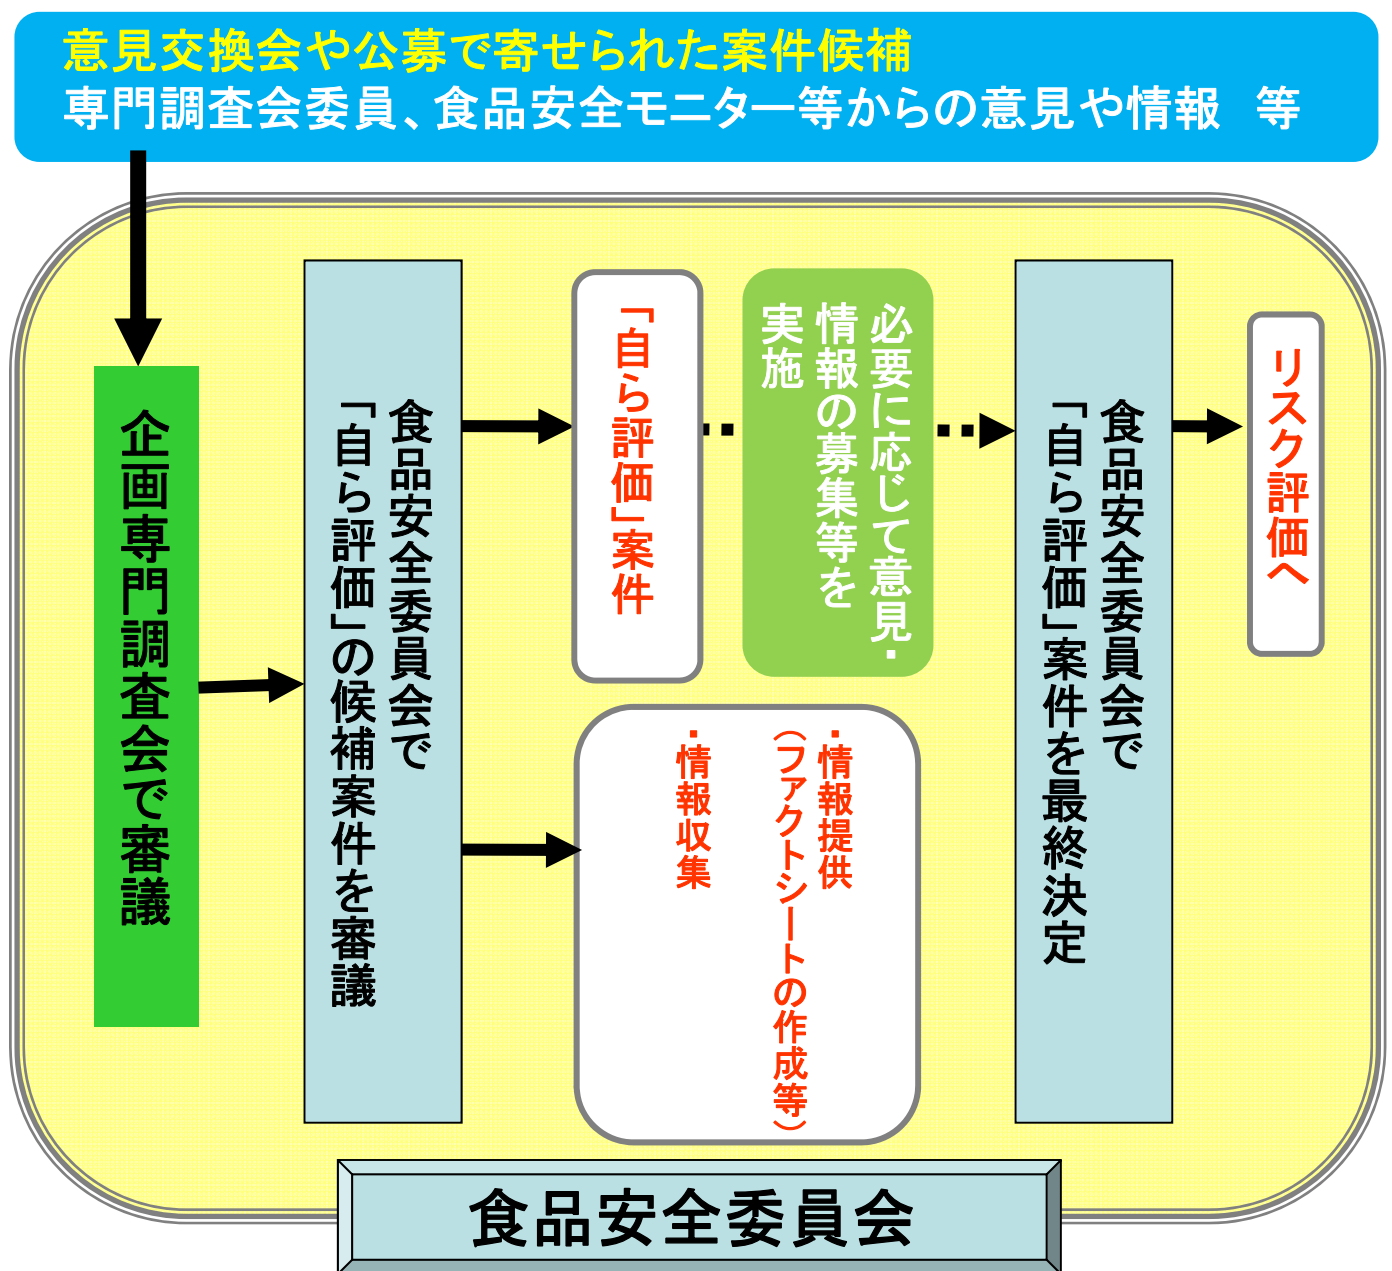 意見交換会や公募で寄せられた案件候補
専門調査会委員、食品安全モニター等からの意見や情報　等
企画専門調査会で審議
食品安全委員会で
「自ら評価」の候補案件を審議
「自ら評価」案件
必要に応じて意見・
情報の募集等を
実施
・情報提供
（ファクトシートの作成等）
・情報収集
食品安全委員会で
「自ら評価」案件を最終決定
リスク評価へ
食品安全委員会